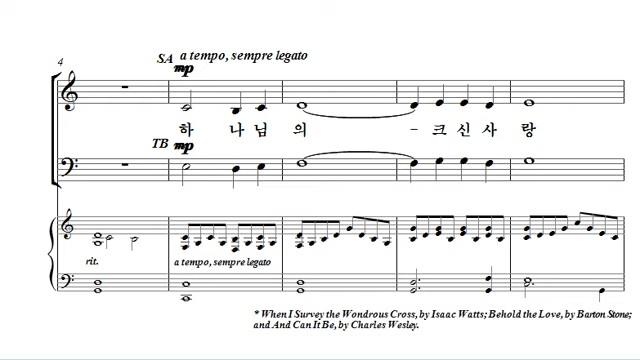 4
SA a tempo, sempre legato
mp
하 나 님 의 - 크 신 사 랑
TB mp
rit. a tempo, sempre legato
* When I Survey the Wondrous Cross, by Isaac Watts; Behold the Love, by Barton Stone;
and And Can It Be, by Charles Wesley.